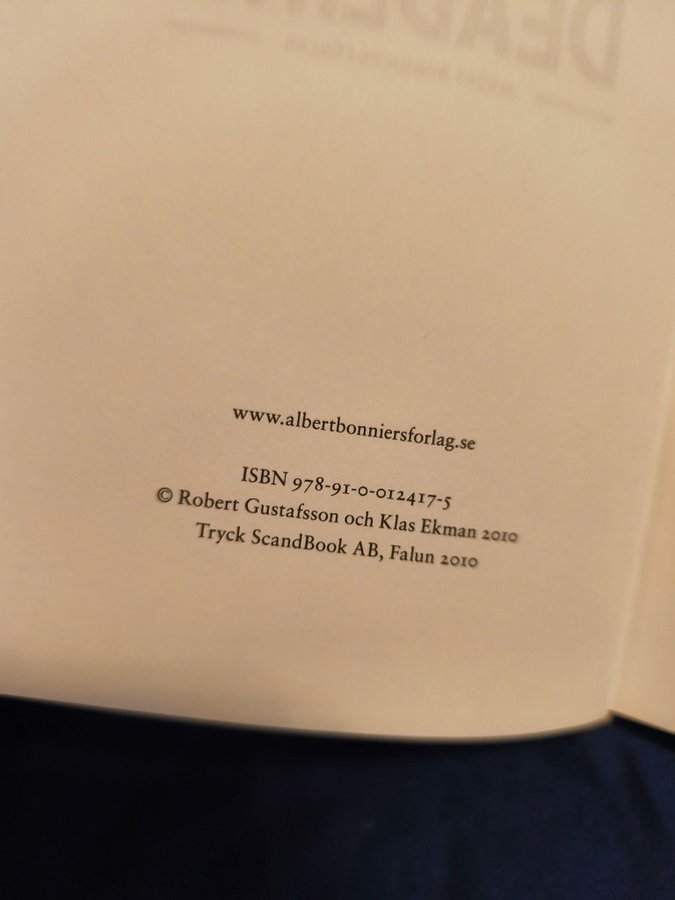 www.albertbonniersforlag.se
ISBN 978-91-0-012417-5
© Robert Gustafsson och Klas Ekman 2010
Tryck ScandBook AB, Falun 2010